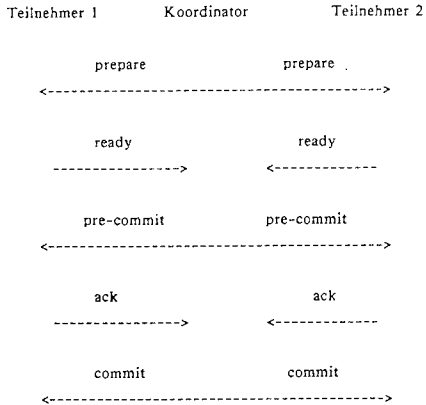 Teilnehmer 1 Koordinator Teilnehmer 2
prepare prepare
ready ready
pre-commit pre-commit
ack ack
commit commit